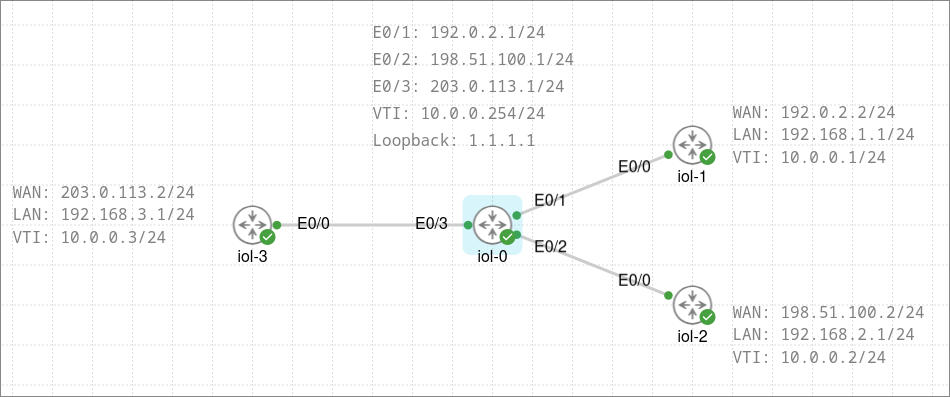 E0/1: 192.0.2.1/24
E0/2: 198.51.100.1/24
E0/3: 203.0.113.1/24
VTI: 10.0.0.254/24
Loopback: 1.1.1.1
WAN: 192.0.2.2/24
LAN: 192.168.1.1/24
VTI: 10.0.0.1/24
E0/0
iol-1
WAN: 203.0.113.2/24
LAN: 192.168.3.1/24
VTI: 10.0.0.3/24
E0/0
E0/3
E0/1
E0/2
iol-3
iol-0
E0/0
iol-2
WAN: 198.51.100.2/24
LAN: 192.168.2.1/24
VTI: 10.0.0.2/24